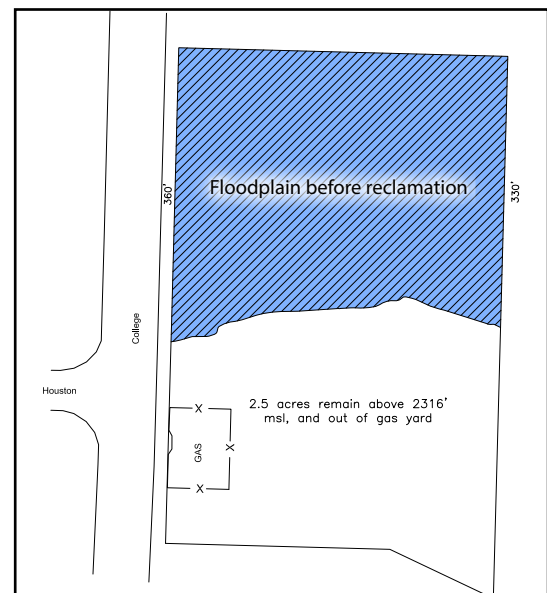 Floodplain before reclamation
360'
330'
College
Houston
2.5 acres remain above 2316'
msl, and out of gas yard
X
GAS
X
X